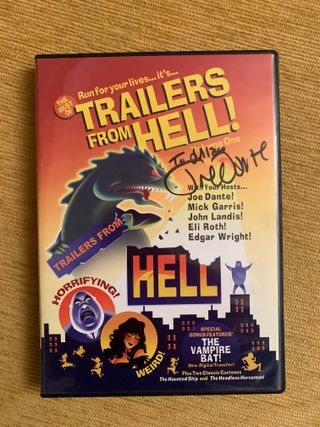 Run for your lives... it's...
THE BEST OF
TRAILERS
FROM HELL!
One
With Your Hosts...
Joe Dante!
Mick Garris!
John Landis!
Eli Roth!
Edgar Wright!
TRAILERS FROM
HELL
HORRIFYING!
WEIRD!
SPECIAL
BONUS FEATURE!
THE
VAMPIRE
BAT!
New Digital Transfer!
Plus Two Classic Cartoons
The Haunted Ship and The Headless Horseman